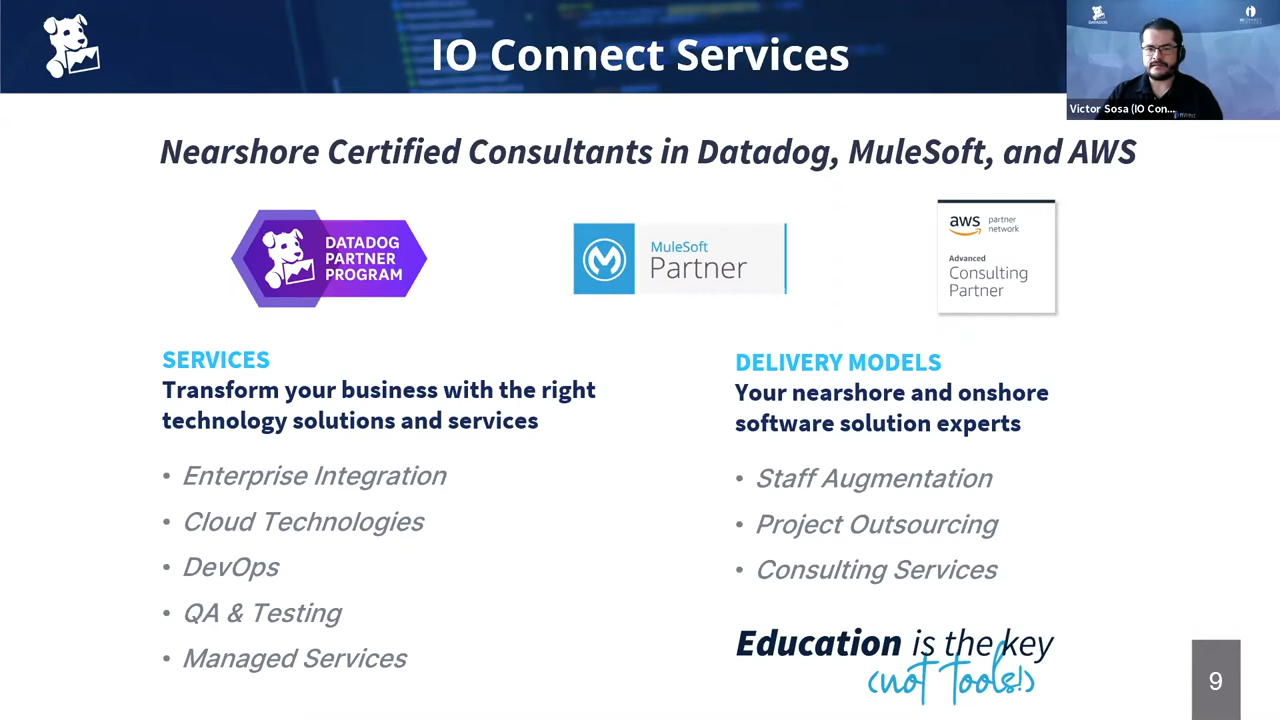 IO Connect Services
DATADOG
Victor Sosa (IO Con...
Nearshore Certified Consultants in Datadog, MuleSoft, and AWS
DATADOG
PARTNER
PROGRAM
MuleSoft
Partner
aws partner
network
Advanced
Consulting
Partner
SERVICES
Transform your business with the right
technology solutions and services
• Enterprise Integration
• Cloud Technologies
• DevOps
• QA & Testing
• Managed Services
DELIVERY MODELS
Your nearshore and onshore
software solution experts
• Staff Augmentation
• Project Outsourcing
• Consulting Services
Education is the key
(not tools!)
9